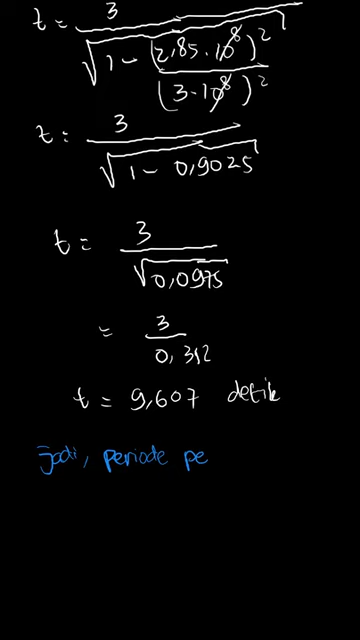 t = 3 / √(1 - (2,85 . 10⁸)² / (3 . 10⁸)²)
t = 3 / √(1 - 0,9025)
t = 3 / √(0,0975)
= 3 / 0,312
t = 9,607 detik
jadi, periode pe